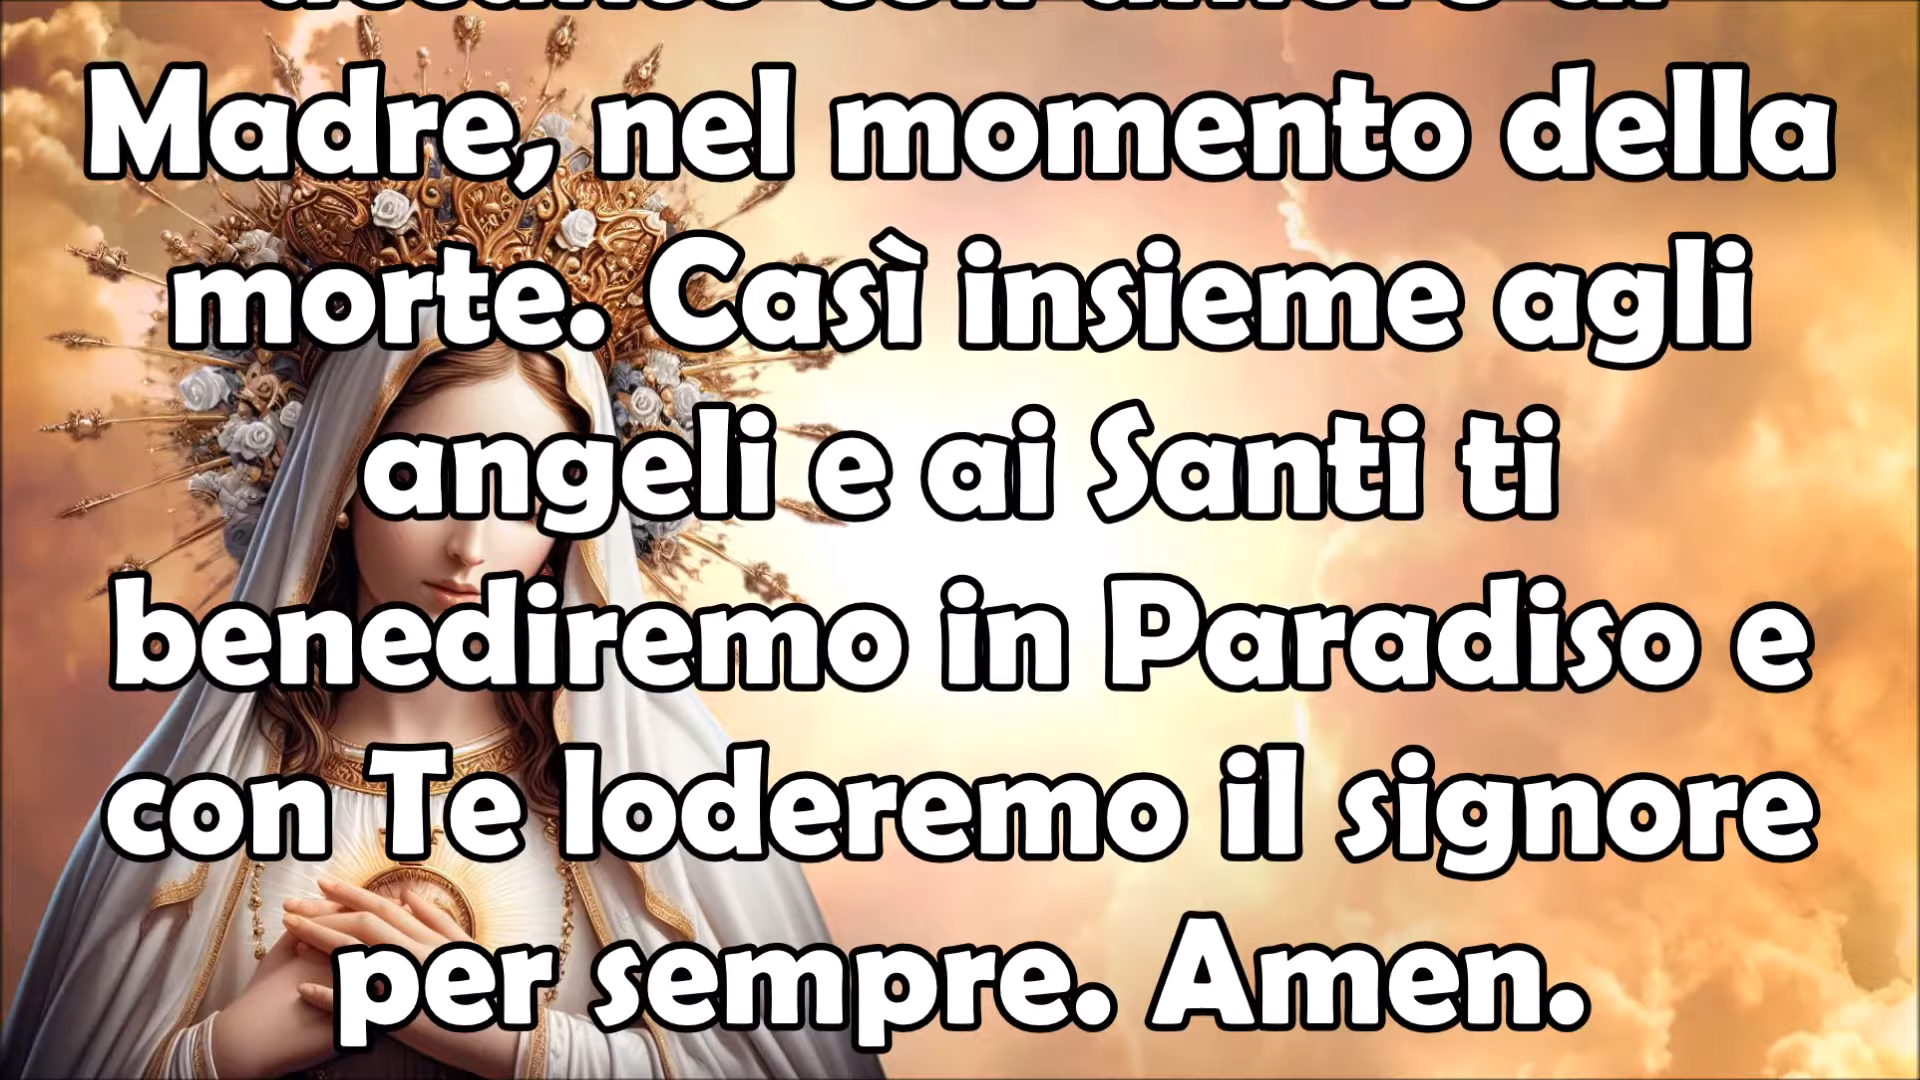 Madre, nel momento della
morte. Casì insieme agli
angeli e ai Santi ti
benediremo in Paradiso e
con Te loderemo il signore
per sempre. Amen.